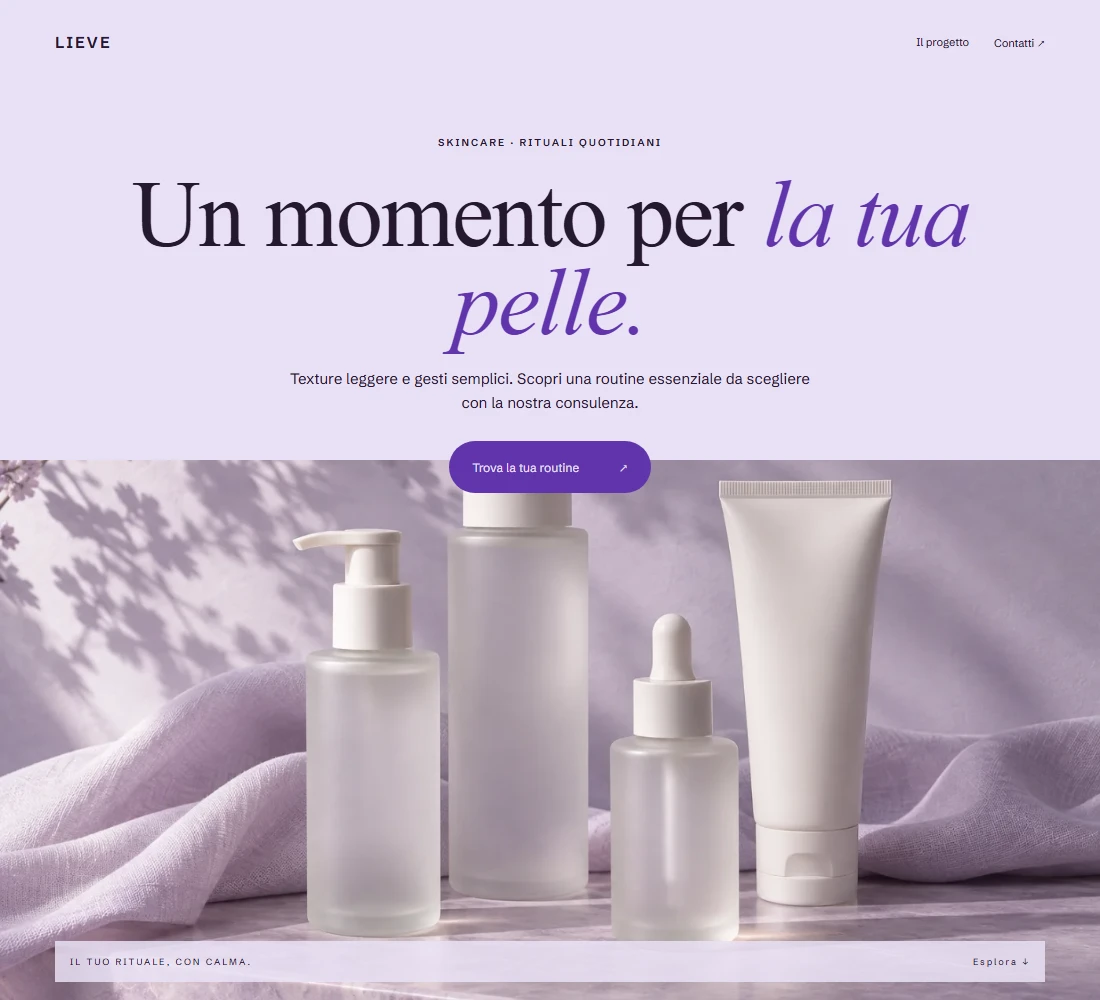 LIEVE
Il progetto
Contatti ↗
SKINCARE · RITUALI QUOTIDIANI
Un momento per la tua
pelle.
Texture leggere e gesti semplici. Scopri una routine essenziale da scegliere
con la nostra consulenza.
Trova la tua routine ↗
IL TUO RITUALE, CON CALMA.
Esplora ↓